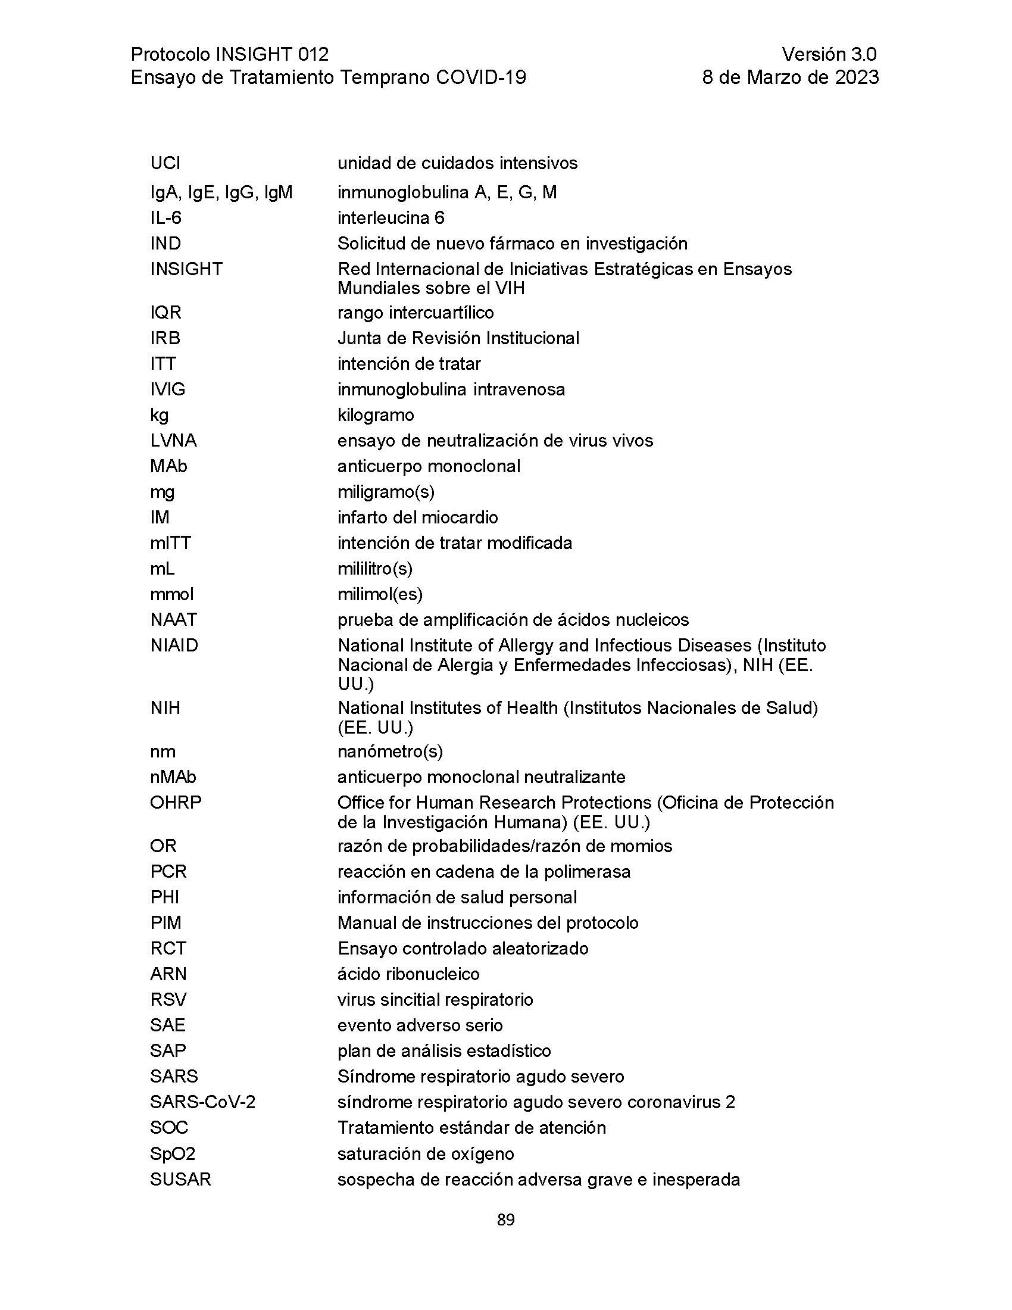 Protocolo INSIGHT 012 Versión 3.0
Ensayo de Tratamiento Temprano COVID-19 8 de Marzo de 2023
UCI unidad de cuidados intensivos
IgA, IgE, IgG, IgM inmunoglobulina A, E, G, M
IL-6 interleucina 6
IND Solicitud de nuevo fármaco en investigación
INSIGHT Red Internacional de Iniciativas Estratégicas en Ensayos
Mundiales sobre el VIH
IQR rango intercuartílico
IRB Junta de Revisión Institucional
ITT intención de tratar
IVIG inmunoglobulina intravenosa
kg kilogramo
LVNA ensayo de neutralización de virus vivos
MAb anticuerpo monoclonal
mg miligramo(s)
IM infarto del miocardio
mITT intención de tratar modificada
mL mililitro(s)
mmol milimol(es)
NAAT prueba de amplificación de ácidos nucleicos
NIAID National Institute of Allergy and Infectious Diseases (Instituto
Nacional de Alergia y Enfermedades Infecciosas), NIH (EE.
UU.)
NIH National Institutes of Health (Institutos Nacionales de Salud)
(EE. UU.)
nm nanómetro(s)
nMAb anticuerpo monoclonal neutralizante
OHRP Office for Human Research Protections (Oficina de Protección
de la Investigación Humana) (EE. UU.)
OR razón de probabilidades/razón de momios
PCR reacción en cadena de la polimerasa
PHI información de salud personal
PIM Manual de instrucciones del protocolo
RCT Ensayo controlado aleatorizado
ARN ácido ribonucleico
RSV virus sincitial respiratorio
SAE evento adverso serio
SAP plan de análisis estadístico
SARS Síndrome respiratorio agudo severo
SARS-CoV-2 síndrome respiratorio agudo severo coronavirus 2
SOC Tratamiento estándar de atención
SpO2 saturación de oxígeno
SUSAR sospecha de reacción adversa grave e inesperada
89